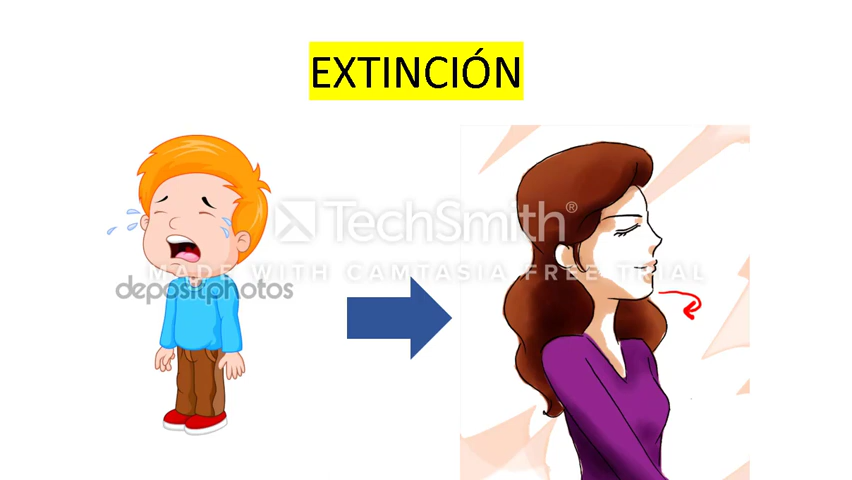 EXTINCIÓN
TechSmith®
MADE WITH CAMTASIA FREE TRIAL
depositphotos